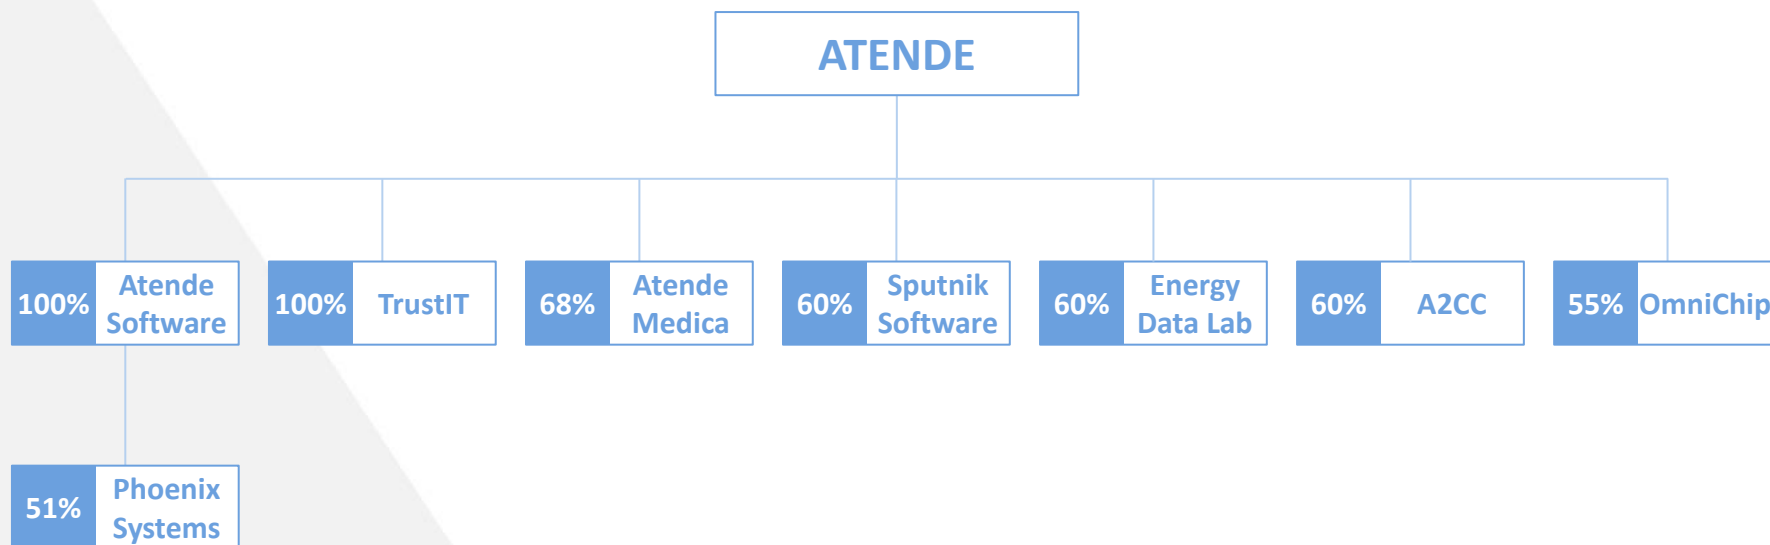 ATENDE
100%
Atende
Software
100%
TrustIT
68%
Atende
Medica
60%
Sputnik
Software
60%
Energy
Data Lab
60%
A2CC
55%
OmniChip
51%
Phoenix
Systems